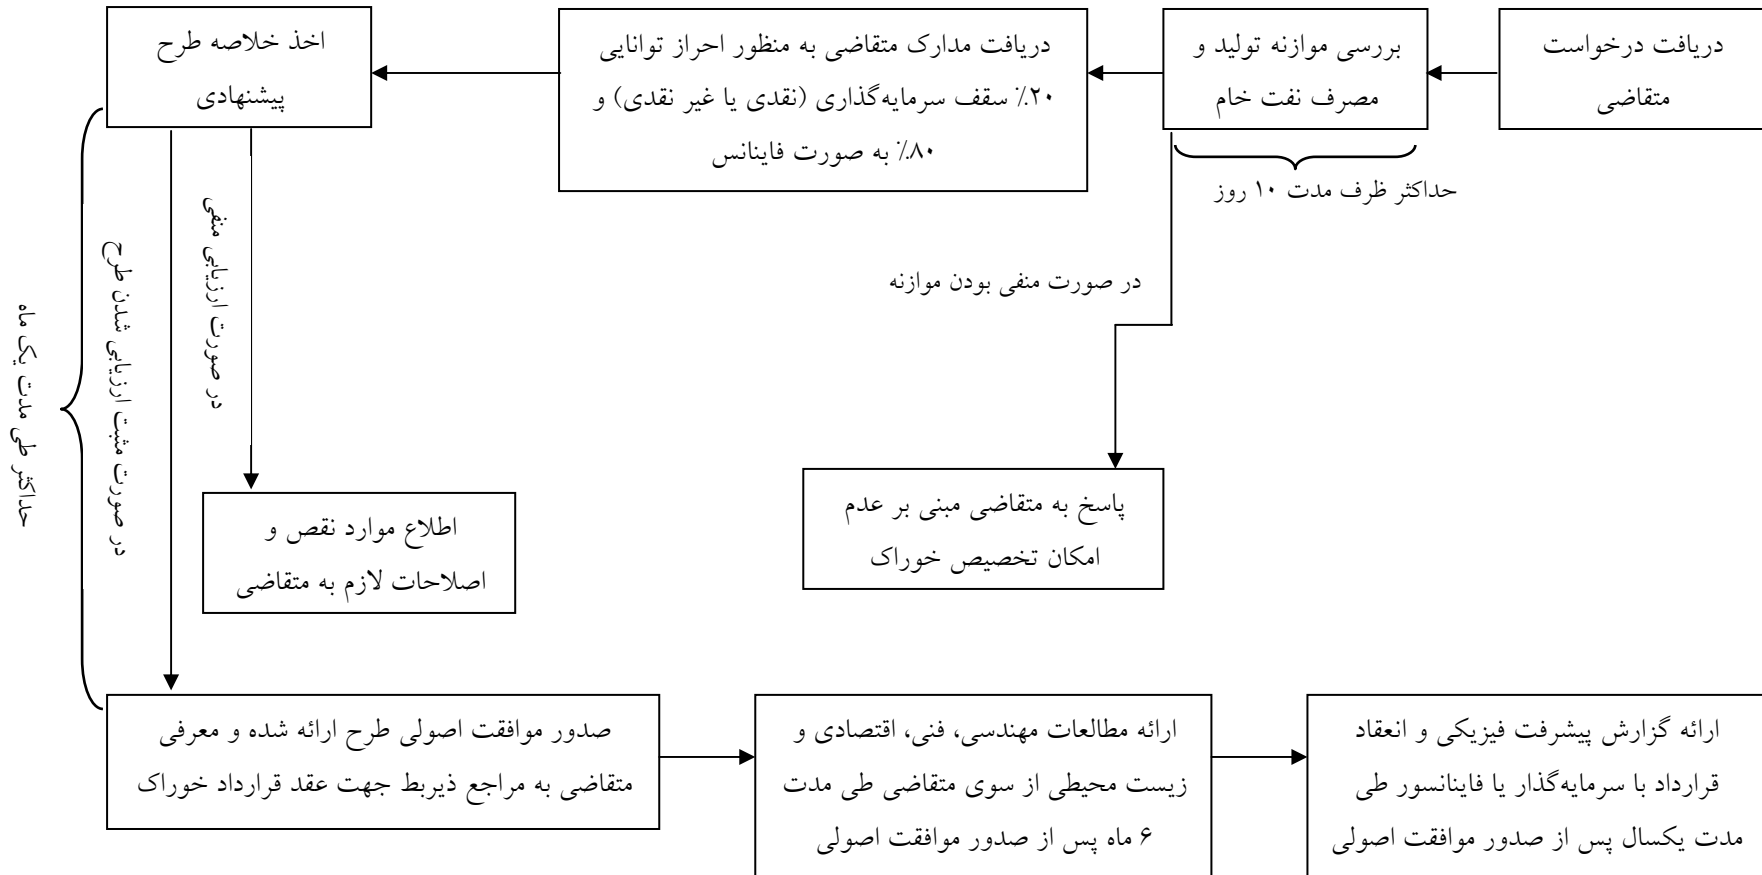 دریافت درخواست
متقاضی
بررسی موازنه تولید و
مصرف نفت خام
حداکثر ظرف مدت ۱۰ روز
دریافت مدارک متقاضی به منظور احراز توانایی
۲۰٪ سقف سرمایه‌گذاری (نقدی یا غیر نقدی) و
۸۰٪ به صورت فاینانس
اخذ خلاصه طرح
پیشنهادی
در صورت منفی بودن موازنه
پاسخ به متقاضی مبنی بر عدم
امکان تخصیص خوراک
در صورت ارزیابی منفی
اطلاع موارد نقص و
اصلاحات لازم به متقاضی
در صورت مثبت ارزیابی شدن طرح
حداکثر طی مدت یک ماه
صدور موافقت اصولی طرح ارائه شده و معرفی
متقاضی به مراجع ذیربط جهت عقد قرارداد خوراک
ارائه مطالعات مهندسی، فنی، اقتصادی و
زیست محیطی از سوی متقاضی طی مدت
۶ ماه پس از صدور موافقت اصولی
ارائه گزارش پیشرفت فیزیکی و انعقاد
قرارداد با سرمایه‌گذار یا فاینانسور طی
مدت یکسال پس از صدور موافقت اصولی